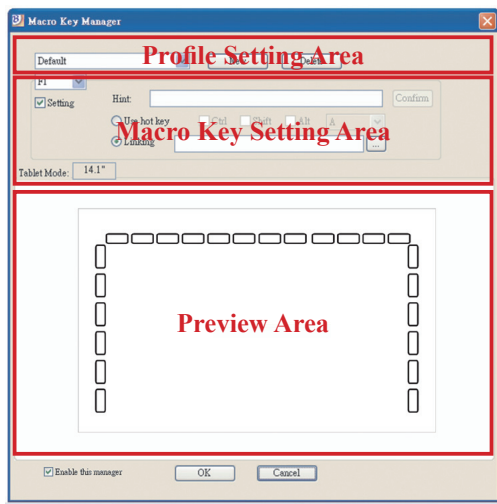 Macro Key Manager
Default New Delete
Profile Setting Area
F1
Setting Hint: Confirm
Use hot key Ctrl Shift Alt A
Macro Key Setting Area
Linking ...
Tablet Mode: 14.1"
Preview Area
Enable this manager OK Cancel